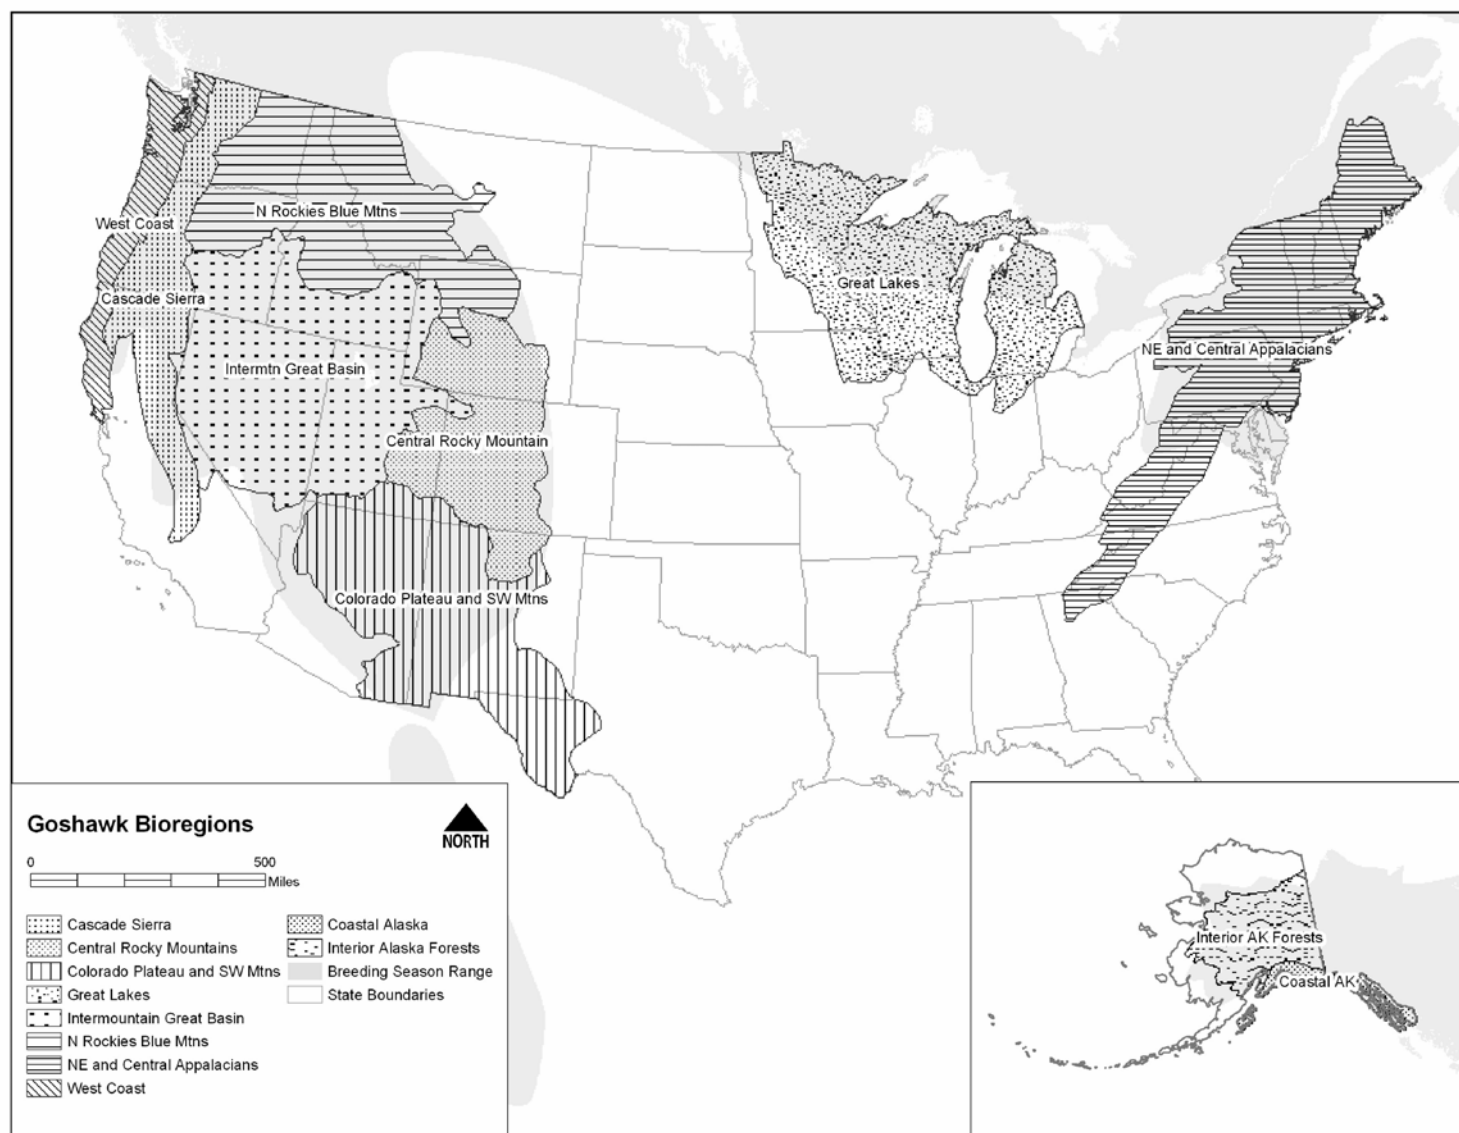 N Rockies Blue Mtns
West Coast
Great Lakes
Cascade Sierra
NE and Central Appalacians
Intermtn Great Basin
Central Rocky Mountain
Colorado Plateau and SW Mtns
Goshawk Bioregions
NORTH
0 500
Miles
Cascade Sierra
Central Rocky Mountains
Colorado Plateau and SW Mtns
Great Lakes
Intermountain Great Basin
N Rockies Blue Mtns
NE and Central Appalacians
West Coast
Coastal Alaska
Interior Alaska Forests
Breeding Season Range
State Boundaries
Interior AK Forests
Coastal AK